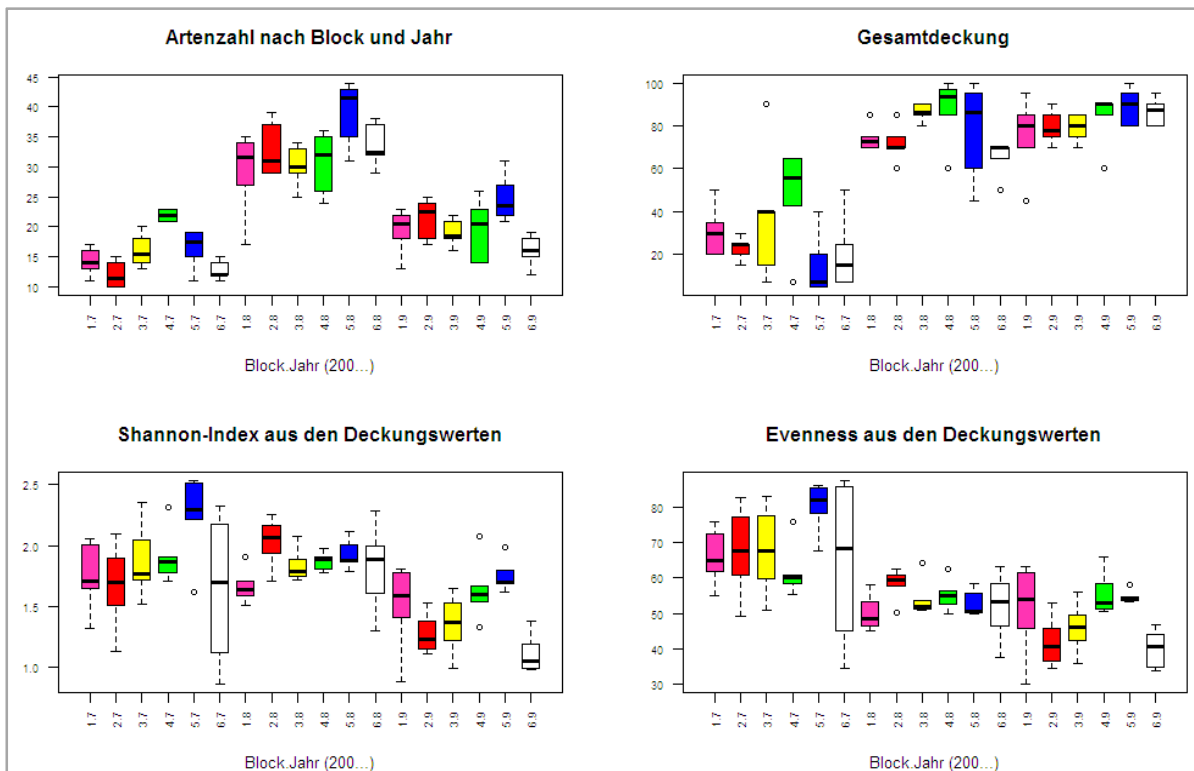 Artenzahl nach Block und Jahr
45
40
35
30
25
20
15
10
1.7 2.7 3.7 4.7 5.7 6.7 1.8 2.8 3.8 4.8 5.8 6.8 1.9 2.9 3.9 4.9 5.9 6.9
Block.Jahr (200...)
Gesamtdeckung
100
80
60
40
20
1.7 2.7 3.7 4.7 5.7 6.7 1.8 2.8 3.8 4.8 5.8 6.8 1.9 2.9 3.9 4.9 5.9 6.9
Block.Jahr (200...)
Shannon-Index aus den Deckungswerten
2.5
2.0
1.5
1.0
1.7 2.7 3.7 4.7 5.7 6.7 1.8 2.8 3.8 4.8 5.8 6.8 1.9 2.9 3.9 4.9 5.9 6.9
Block.Jahr (200...)
Evenness aus den Deckungswerten
80
70
60
50
40
30
1.7 2.7 3.7 4.7 5.7 6.7 1.8 2.8 3.8 4.8 5.8 6.8 1.9 2.9 3.9 4.9 5.9 6.9
Block.Jahr (200...)